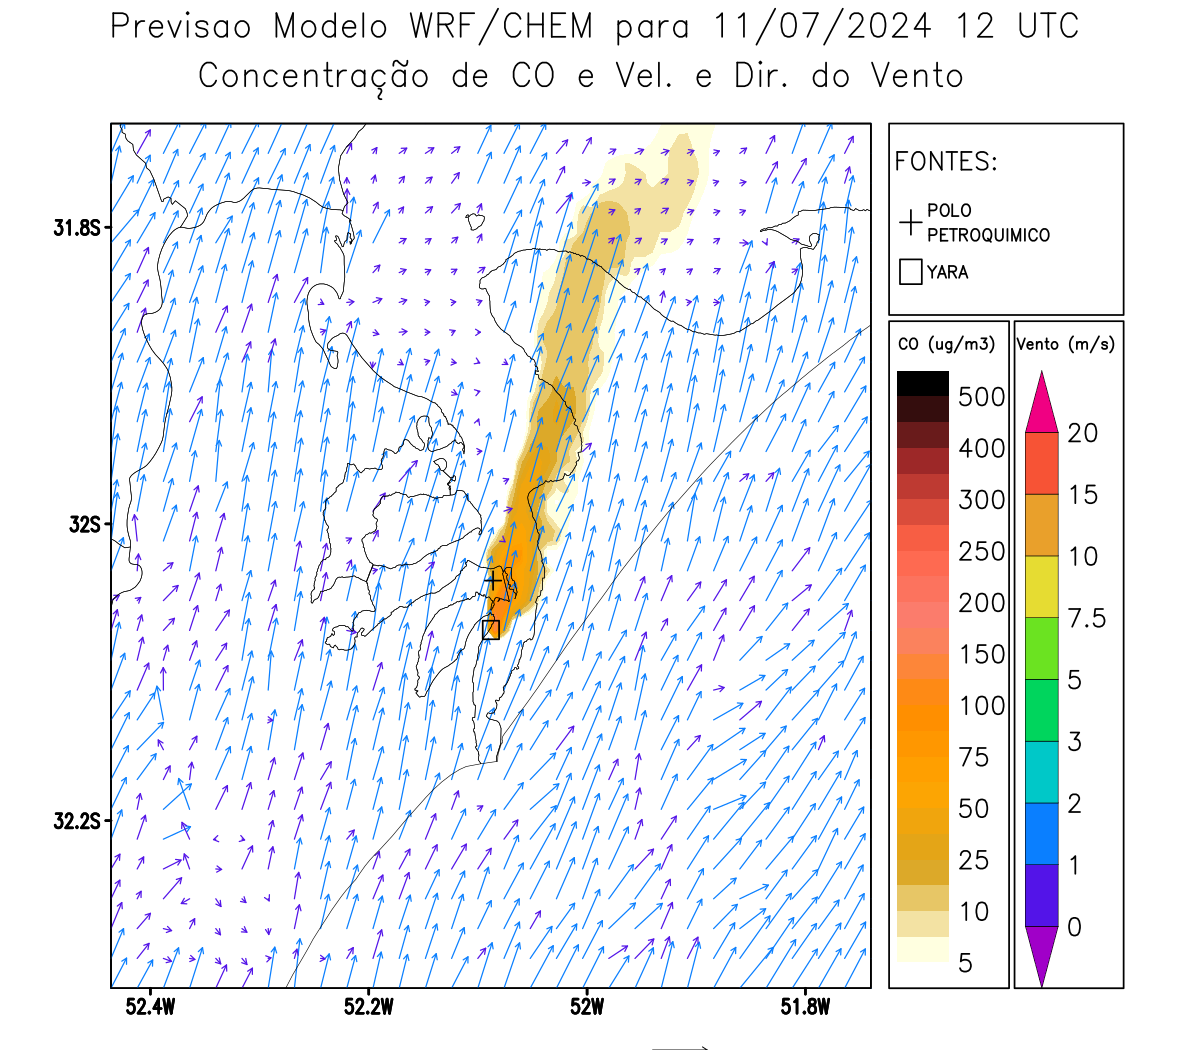 Previsao Modelo WRF/CHEM para 11/07/2024 12 UTC
Concentração de CO e Vel. e Dir. do Vento
FONTES:
POLO
PETROQUIMICO
YARA
CO (ug/m3)
500
400
300
250
200
150
100
75
50
25
10
5
Vento (m/s)
20
15
10
7.5
5
3
2
1
0
31.8S
32S
32.2S
52.4W
52.2W
52W
51.8W